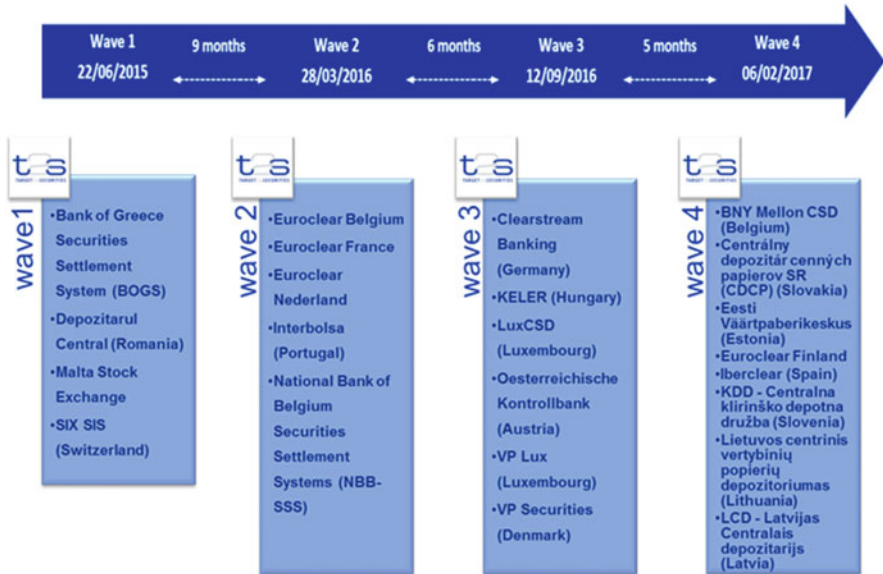 Wave 1
22/06/2015
9 months
Wave 2
28/03/2016
6 months
Wave 3
12/09/2016
5 months
Wave 4
06/02/2017
t2s
wave1
•Bank of Greece
Securities
Settlement
System (BOGS)
•Depozitarul
Central (Romania)
•Malta Stock
Exchange
•SIX SIS
(Switzerland)
t2s
wave 2
•Euroclear Belgium
•Euroclear France
•Euroclear
Nederland
•Interbolsa
(Portugal)
•National Bank of
Belgium
Securities
Settlement
Systems (NBB-
SSS)
t2s
wave 3
•Clearstream
Banking
(Germany)
•KELER (Hungary)
•LuxCSD
(Luxembourg)
•Oesterreichische
Kontrollbank
(Austria)
•VP Lux
(Luxembourg)
•VP Securities
(Denmark)
t2s
wave 4
•BNY Mellon CSD
(Belgium)
•Centrálny
depozitár cenných
papierov SR
(CDCP) (Slovakia)
•Eesti
Väärtpaberikeskus
(Estonia)
•Euroclear Finland
•Iberclear (Spain)
•KDD - Centralna
klirinško depotna
družba (Slovenia)
•Lietuvos centrinis
vertybinių
popierių
depozitoriumas
(Lithuania)
•LCD - Latvijas
Centralais
depozitarijs
(Latvia)